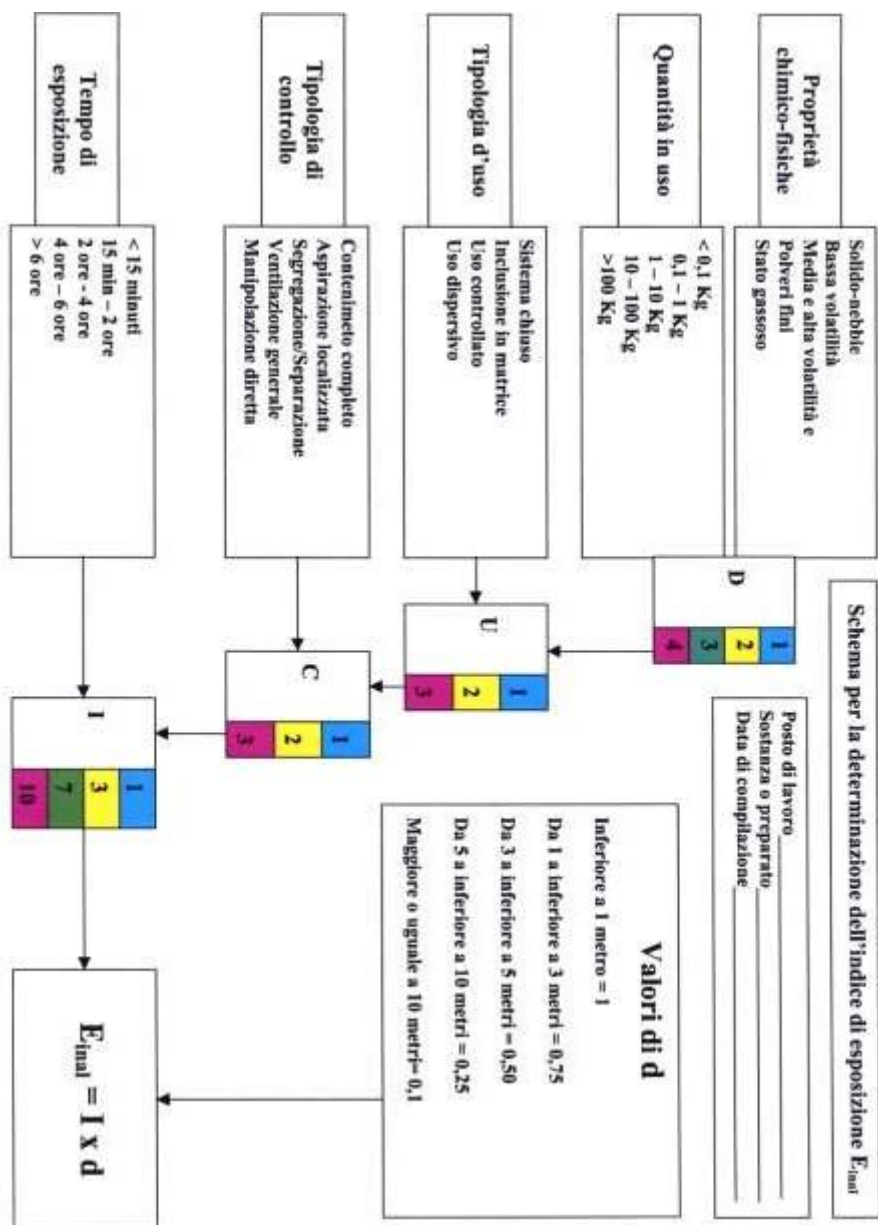 Schema per la determinazione dell'indice di esposizione Einal
Posto di lavoro
Sostanza o preparato
Data di compilazione
Proprietà
chimico-fisiche
Solido-nebbie
Bassa volatilità
Media e alta volatilità e
Polveri fini
Stato gassoso
Quantità in uso
< 0,1 Kg
0,1 – 1 Kg
1 – 10 Kg
10 – 100 Kg
>100 Kg
D
1
2
3
4
Tipologia d'uso
Sistema chiuso
Inclusione in matrice
Uso controllato
Uso dispersivo
U
1
2
3
Tipologia di
controllo
Contenimeto completo
Aspirazione localizzata
Segregazione/Separazione
Ventilazione generale
Manipolazione diretta
C
1
2
3
Tempo di
esposizione
< 15 minuti
15 min – 2 ore
2 ore - 4 ore
4 ore – 6 ore
> 6 ore
I
1
3
7
10
Valori di d
Inferiore a 1 metro = 1
Da 1 a inferiore a 3 metri = 0,75
Da 3 a inferiore a 5 metri = 0,50
Da 5 a inferiore a 10 metri = 0,25
Maggiore o uguale a 10 metri= 0,1
Einal = I x d